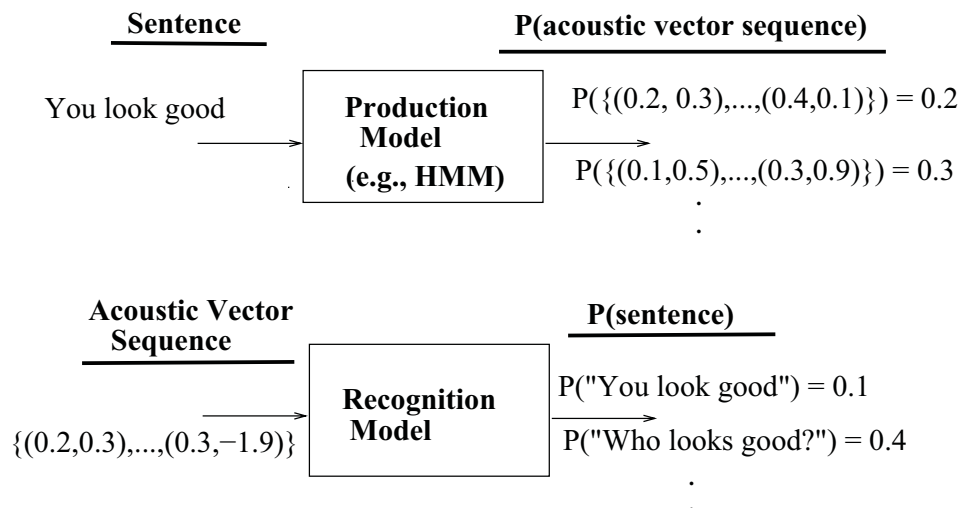 Sentence
P(acoustic vector sequence)
You look good
Production
Model
(e.g., HMM)
P({(0.2, 0.3),...,(0.4,0.1)}) = 0.2
P({(0.1,0.5),...,(0.3,0.9)}) = 0.3
.
.
Acoustic Vector
Sequence
P(sentence)
{(0.2,0.3),...,(0.3,−1.9)}
Recognition
Model
P("You look good") = 0.1
P("Who looks good?") = 0.4
.
.